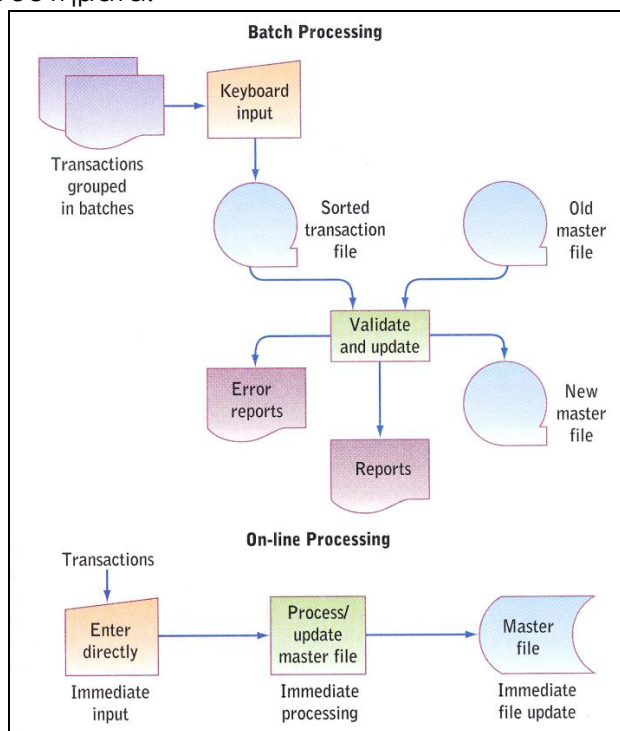 Batch Processing
Keyboard
input
Transactions
grouped
in batches
Sorted
transaction
file
Old
master
file
Validate
and update
Error
reports
New
master
file
Reports
On-line Processing
Transactions
Enter
directly
Process/
update
master file
Master
file
Immediate
input
Immediate
processing
Immediate
file update